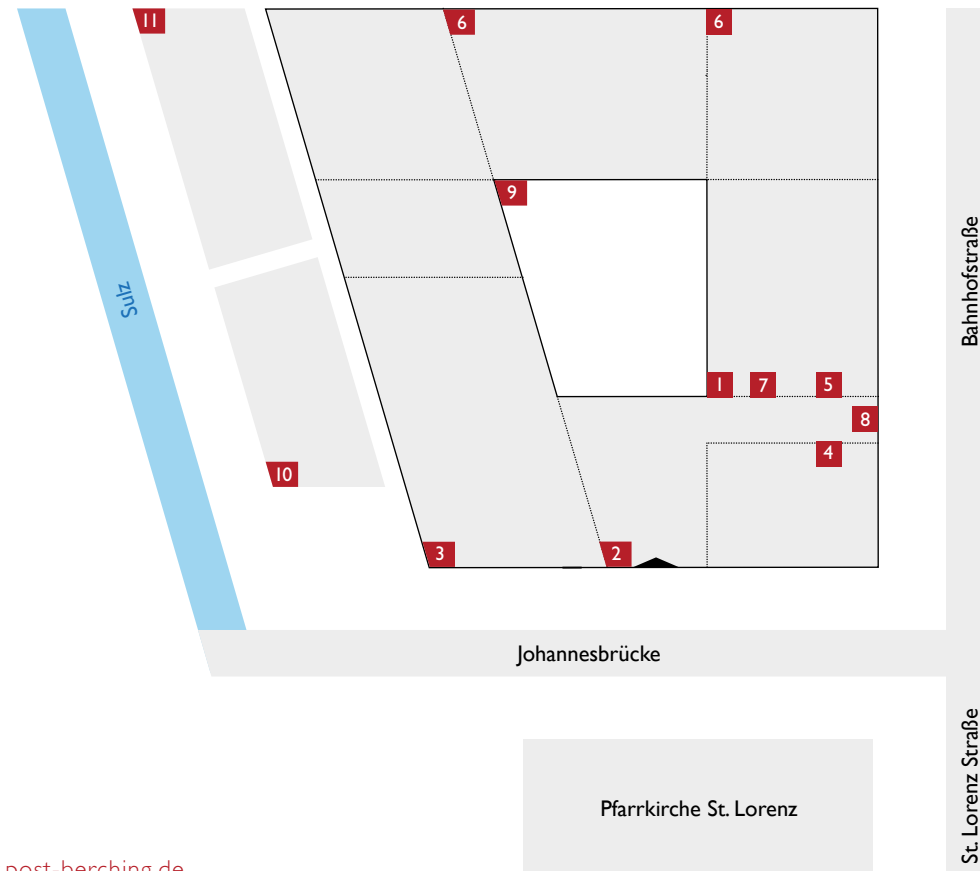 11
6
6
9
Sulz
Bahnhofstraße
1
7
5
8
4
10
3
2
Johannesbrücke
St. Lorenz Straße
Pfarrkirche St. Lorenz
post-berching.de